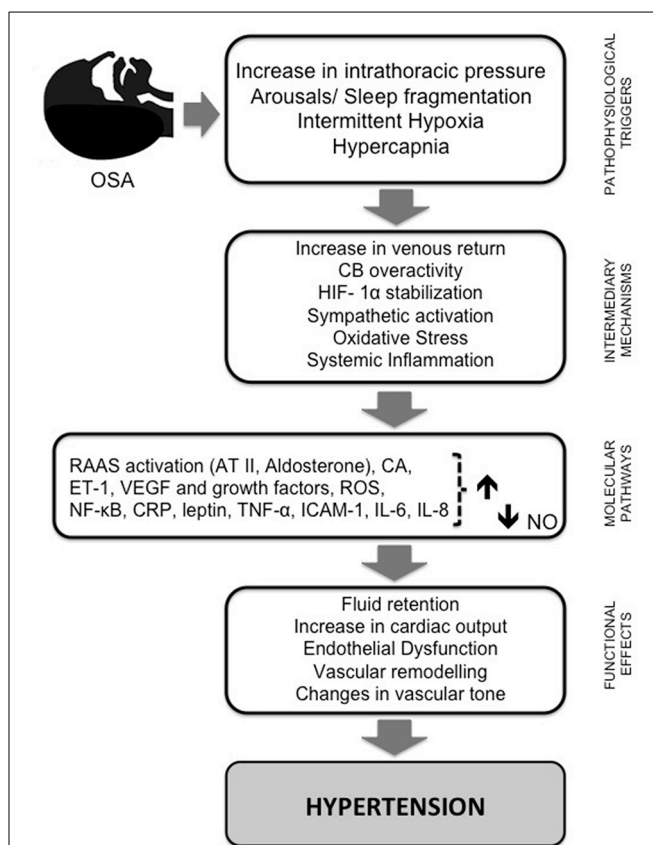 OSA
Increase in intrathoracic pressure
Arousals/ Sleep fragmentation
Intermittent Hypoxia
Hypercapnia
PATHOPHYSIOLOGICAL
TRIGGERS
Increase in venous return
CB overactivity
HIF- 1α stabilization
Sympathetic activation
Oxidative Stress
Systemic Inflammation
INTERMEDIARY
MECHANISMS
RAAS activation (AT II, Aldosterone), CA,
ET-1, VEGF and growth factors, ROS,
NF-κB, CRP, leptin, TNF-α, ICAM-1, IL-6, IL-8
NO
MOLECULAR
PATHWAYS
Fluid retention
Increase in cardiac output
Endothelial Dysfunction
Vascular remodelling
Changes in vascular tone
FUNCTIONAL
EFFECTS
HYPERTENSION